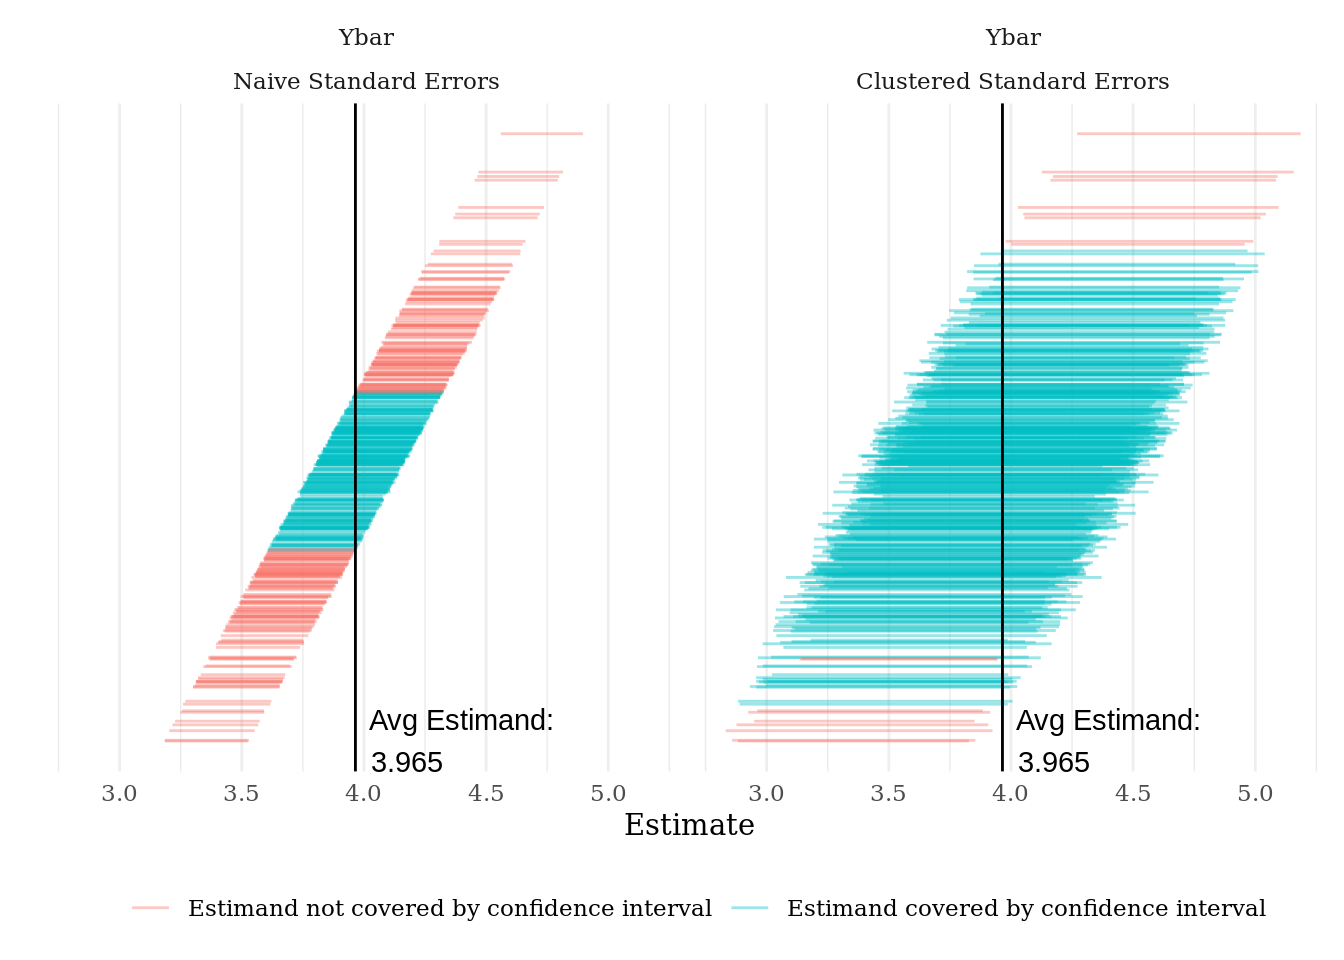 Ybar
Naive Standard Errors
Ybar
Clustered Standard Errors
Avg Estimand:
3.965
Avg Estimand:
3.965
3.0 3.5 4.0 4.5 5.0
3.0 3.5 4.0 4.5 5.0
Estimate
Estimand not covered by confidence interval
Estimand covered by confidence interval